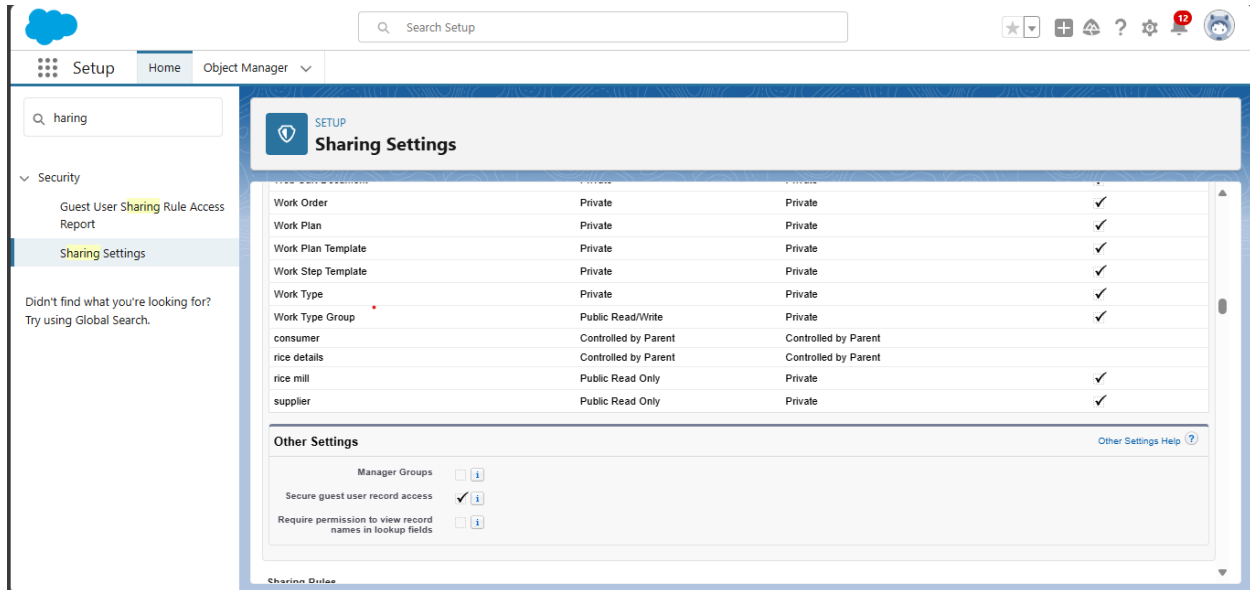 Search Setup
12
Setup
Home
Object Manager
haring
Security
Guest User Sharing Rule Access
Report
Sharing Settings
Didn't find what you're looking for?
Try using Global Search.
SETUP
Sharing Settings
Work Order Private Private
Work Plan Private Private
Work Plan Template Private Private
Work Step Template Private Private
Work Type Private Private
Work Type Group Public Read/Write Private
consumer Controlled by Parent Controlled by Parent
rice details Controlled by Parent Controlled by Parent
rice mill Public Read Only Private
supplier Public Read Only Private
Other Settings
Other Settings Help ?
Manager Groups i
Secure guest user record access i
Require permission to view record
names in lookup fields i
Sharing Rules